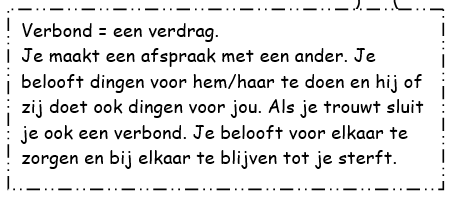 Verbond = een verdrag.
Je maakt een afspraak met een ander. Je
belooft dingen voor hem/haar te doen en hij of
zij doet ook dingen voor jou. Als je trouwt sluit
je ook een verbond. Je belooft voor elkaar te
zorgen en bij elkaar te blijven tot je sterft.